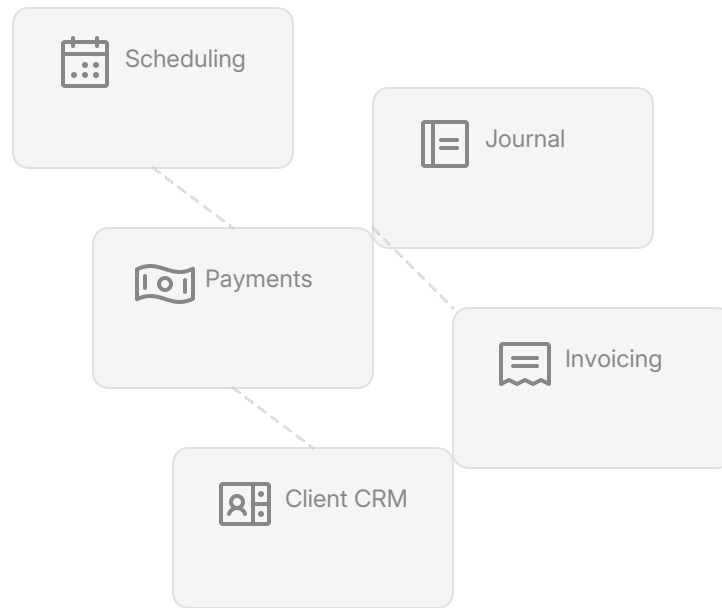 Scheduling
Journal
Payments
Invoicing
Client CRM